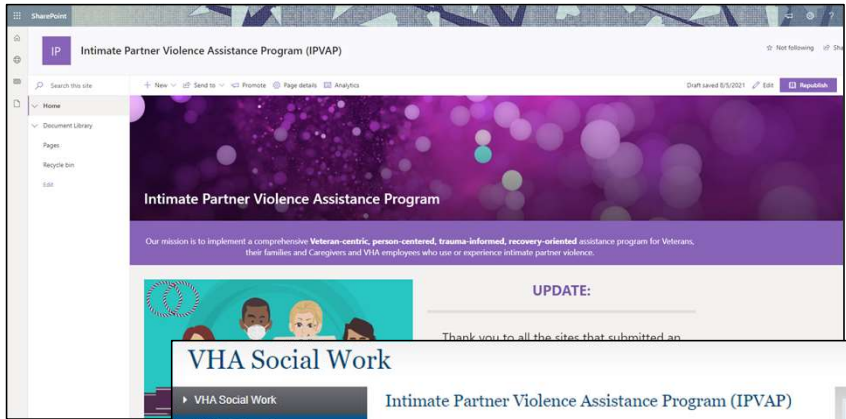 SharePoint
?
IP
Intimate Partner Violence Assistance Program (IPVAP)
Not following
Sha
Search this site
New
Send to
Promote
Page details
Analytics
Draft saved 8/5/2021
Edit
Republish
Home
Document Library
Pages
Recycle bin
Edit
Intimate Partner Violence Assistance Program
Our mission is to implement a comprehensive Veteran-centric, person-centered, trauma-informed, recovery-oriented assistance program for Veterans,
their families and Caregivers and VHA employees who use or experience intimate partner violence.
UPDATE:
Thank you to all the sites that submitted an
VHA Social Work
VHA Social Work
Intimate Partner Violence Assistance Program (IPVAP)